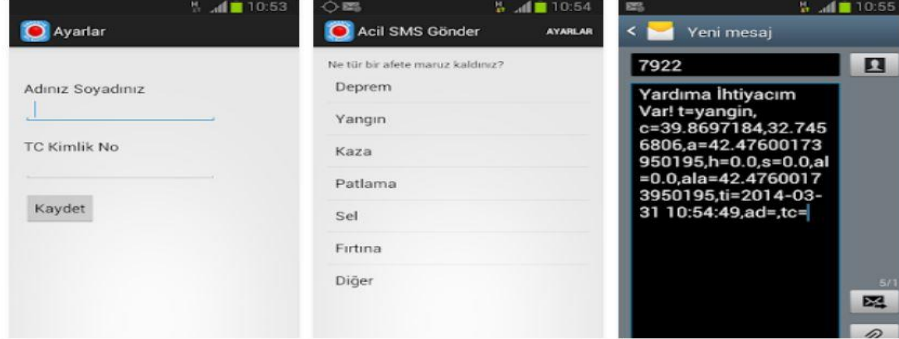 10:53
Ayarlar
Adınız Soyadınız
TC Kimlik No
Kaydet
10:54
Acil SMS Gönder AYARLAR
Ne tür bir afete maruz kaldınız?
Deprem
Yangın
Kaza
Patlama
Sel
Fırtına
Diğer
10:55
Yeni mesaj
7922
Yardıma İhtiyacım
Var! t=yangin,
c=39.8697184,32.745
6806,a=42.47600173
950195,h=0.0,s=0.0,al
=0.0,ala=42.4760017
3950195,ti=2014-03-
31 10:54:49,ad=,tc=
5/1